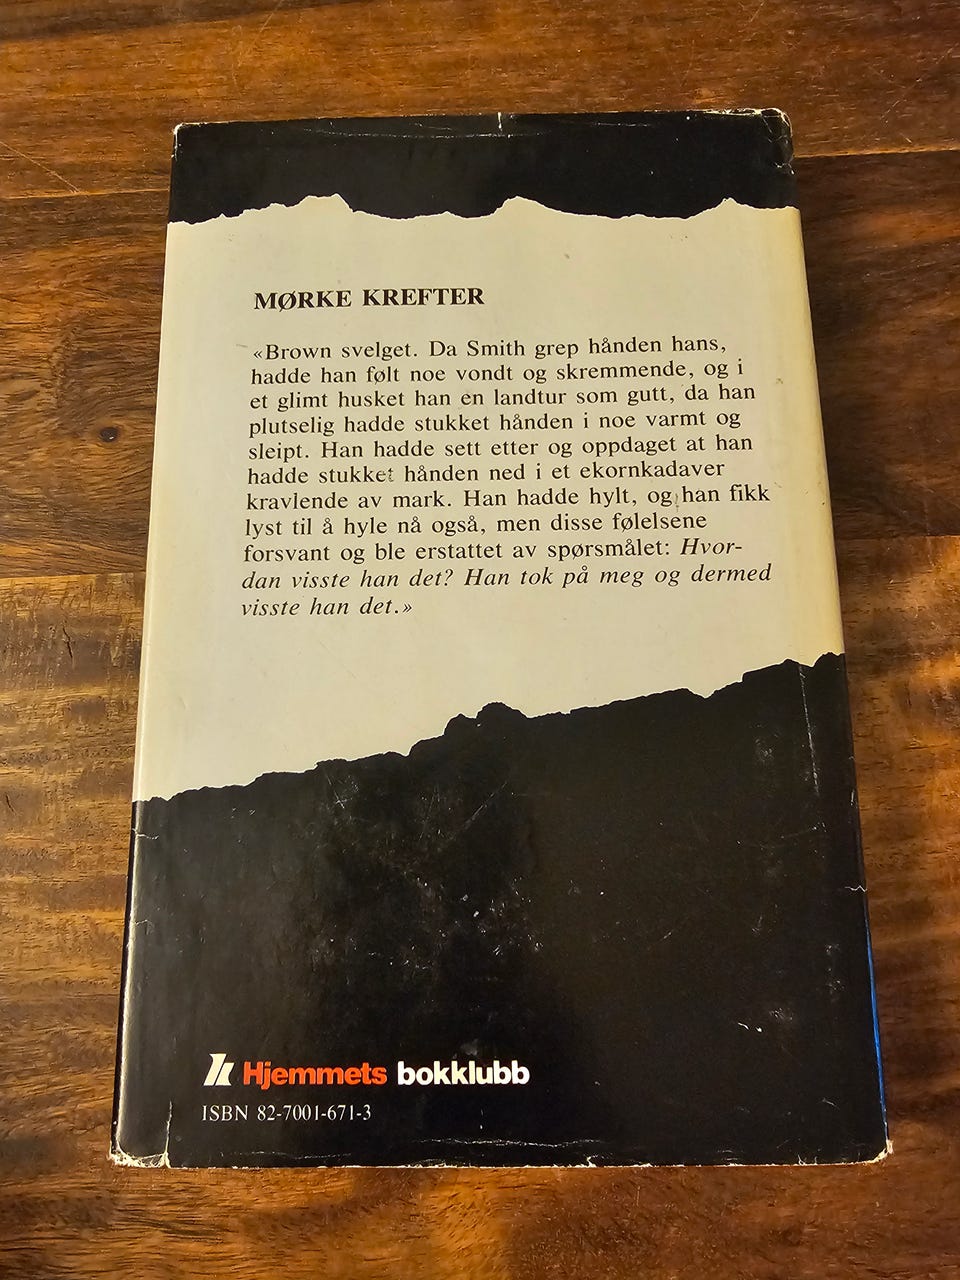 MØRKE KREFTER
«Brown svelget. Da Smith grep hånden hans,
hadde han følt noe vondt og skremmende, og i
et glimt husket han en landtur som gutt, da han
plutselig hadde stukket hånden i noe varmt og
sleipt. Han hadde sett etter og oppdaget at han
hadde stukket hånden ned i et ekornkadaver
kravlende av mark. Han hadde hylt, og han fikk
lyst til å hyle nå også, men disse følelsene
forsvant og ble erstattet av spørsmålet: Hvor-
dan visste han det? Han tok på meg og dermed
visste han det.»
Hjemmets bokklubb
ISBN 82-7001-671-3